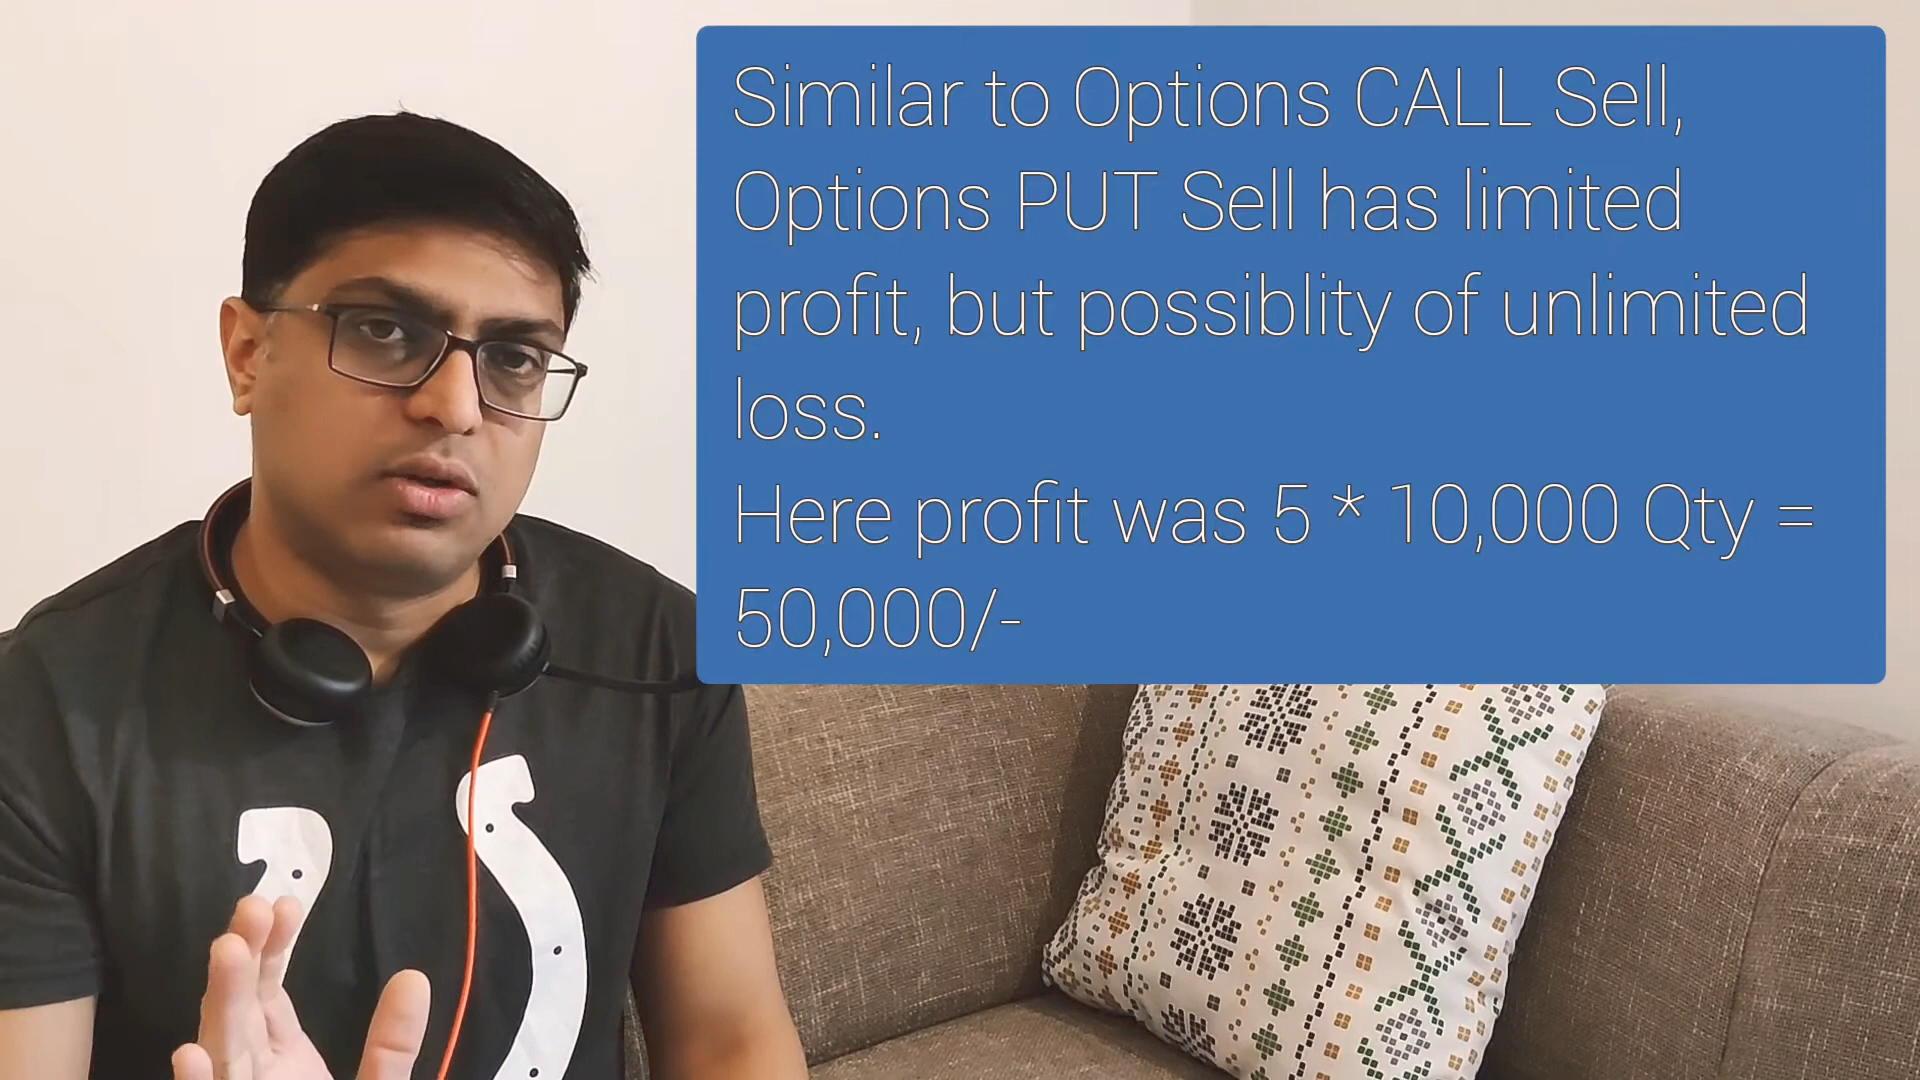 Similar to Options CALL Sell,
Options PUT Sell has limited
profit, but possiblity of unlimited
loss.
Here profit was 5 * 10,000 Qty =
50,000/-